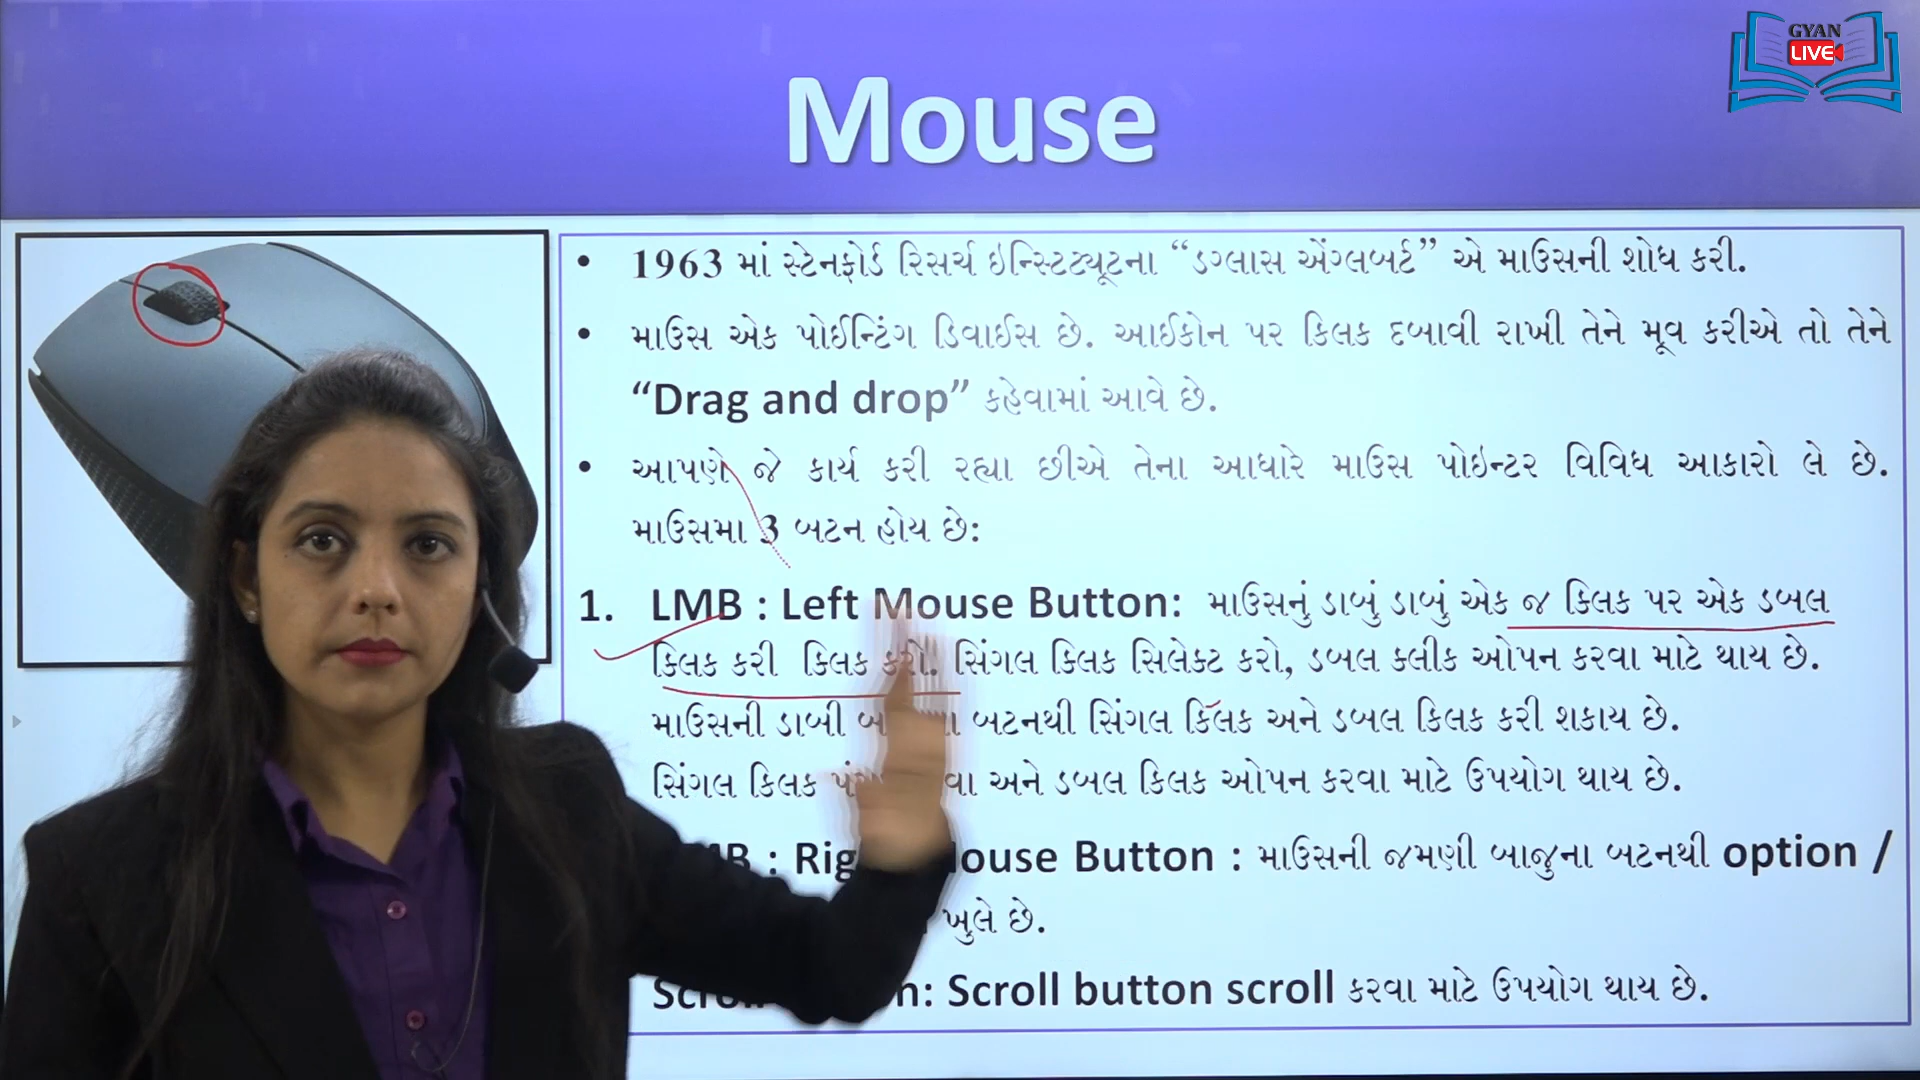 GYAN
LIVE
Mouse
• 1963 માં સ્ટેનફોર્ડ રિસર્ચ ઇન્સ્ટિટ્યૂટના “ડગ્લાસ એંગ્લબર્ટ” એ માઉસની શોધ કરી.
• માઉસ એક પોઈન્ટિંગ ડિવાઈસ છે. આઈકોન પર ક્લિક દબાવી રાખી તેને મૂવ કરીએ તો તેને
“Drag and drop” કહેવામાં આવે છે.
• આપણે જે કાર્ય કરી રહ્યા છીએ તેના આધારે માઉસ પોઇન્ટર વિવિધ આકારો લે છે.
માઉસમા 3 બટન હોય છે:
1. LMB : Left Mouse Button: માઉસનું ડાબું ડાબું એક જ ક્લિક પર એક ડબલ
ક્લિક કરી ક્લિક કરો. સિંગલ ક્લિક સિલેક્ટ કરો, ડબલ ક્લીક ઓપન કરવા માટે થાય છે.
માઉસની ડાબી બટનથી સિંગલ ક્લિક અને ડબલ ક્લિક કરી શકાય છે.
સિંગલ ક્લિક અને ડબલ ક્લિક ઓપન કરવા માટે ઉપયોગ થાય છે.
: Mouse Button : માઉસની જમણી બાજુના બટનથી option /
ખુલે છે.
Scroll button scroll કરવા માટે ઉપયોગ થાય છે.